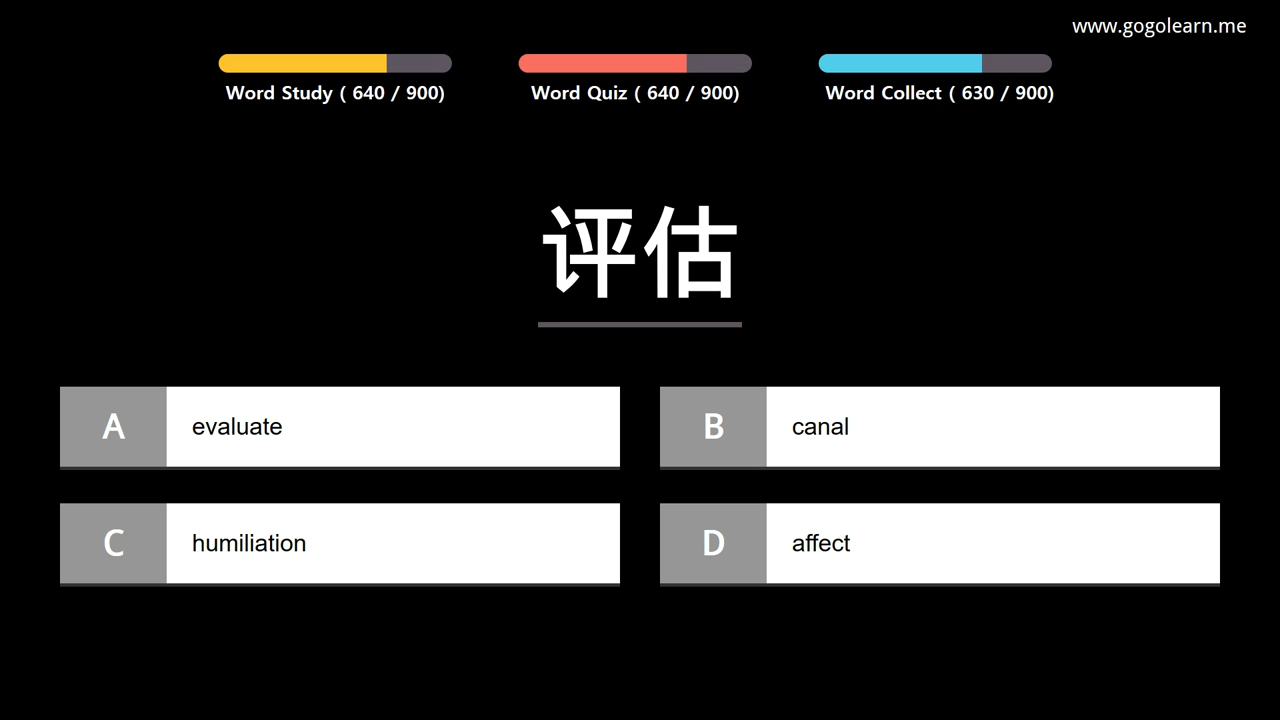 www.gogolearn.me
Word Study ( 640 / 900)
Word Quiz ( 640 / 900)
Word Collect ( 630 / 900)
评估
A evaluate
B canal
C humiliation
D affect